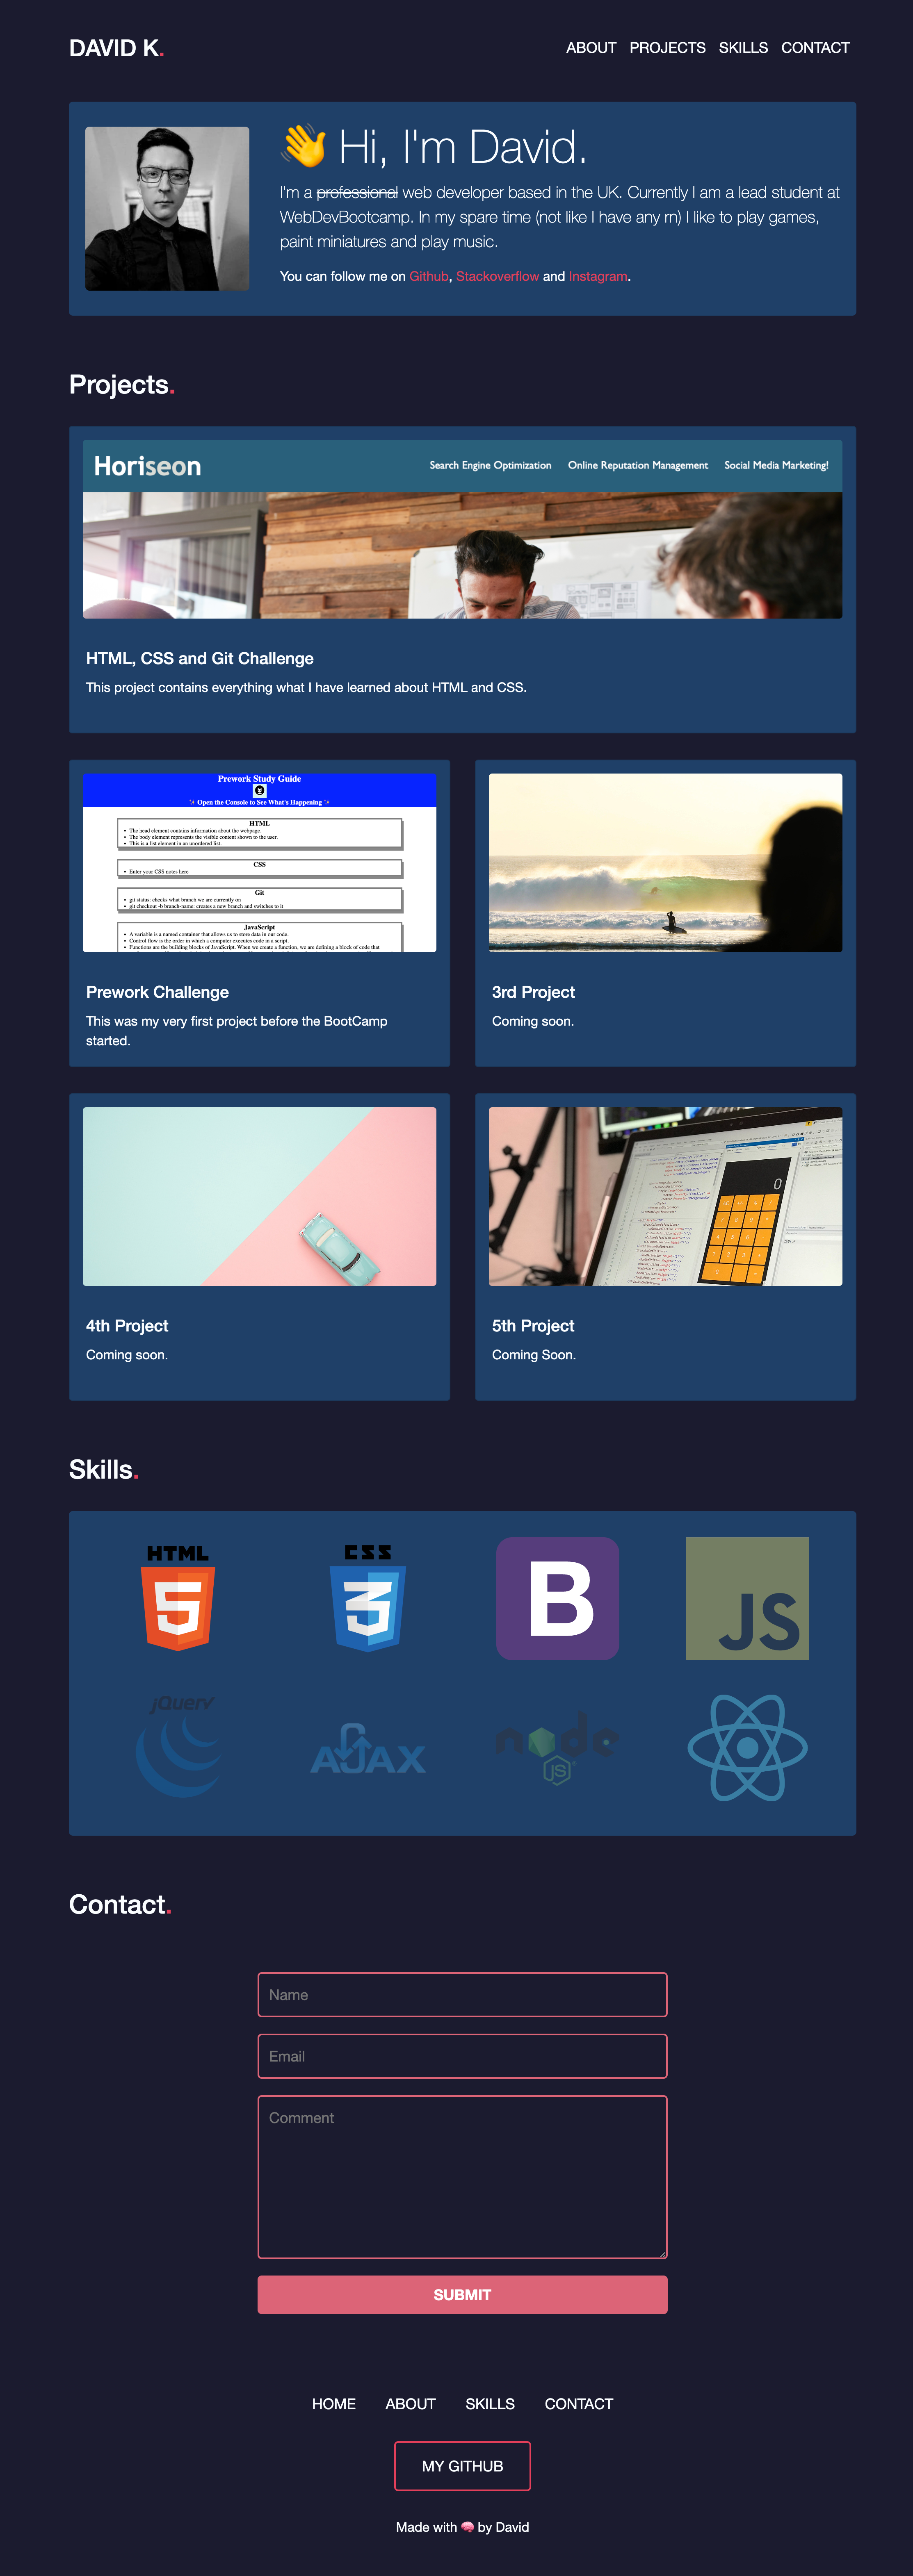 DAVID K.
ABOUT PROJECTS SKILLS CONTACT
👋 Hi, I'm David.
I'm a professional web developer based in the UK. Currently I am a lead student at
WebDevBootcamp. In my spare time (not like I have any rn) I like to play games,
paint miniatures and play music.
You can follow me on Github, Stackoverflow and Instagram.
Projects.
Horiseon
Search Engine Optimization Online Reputation Management Social Media Marketing!
HTML, CSS and Git Challenge
This project contains everything what I have learned about HTML and CSS.
Prework Study Guide
✨ Open the Console to See What's Happening ✨
HTML
• The head element contains information about the webpage.
• The body element represents the visible content shown to the user.
• This is a list element in an unordered list.
CSS
• Enter your CSS notes here
Git
• git status: checks what branch we are currently on
• git checkout -b branch-name: creates a new branch and switches to it
JavaScript
• A variable is a named container that allows us to store data in our code.
• Control flow is the order in which a computer executes code in a script.
• Functions are the building blocks of JavaScript. When we create a function, we are defining a block of code that
Prework Challenge
This was my very first project before the BootCamp
started.
3rd Project
Coming soon.
4th Project
Coming soon.
0
5th Project
Coming Soon.
Skills.
HTML
5
CSS
3
B
JS
jQuery
AJAX
node
JS
Contact.
Name
Email
Comment
SUBMIT
HOME ABOUT SKILLS CONTACT
MY GITHUB
Made with 🧠 by David